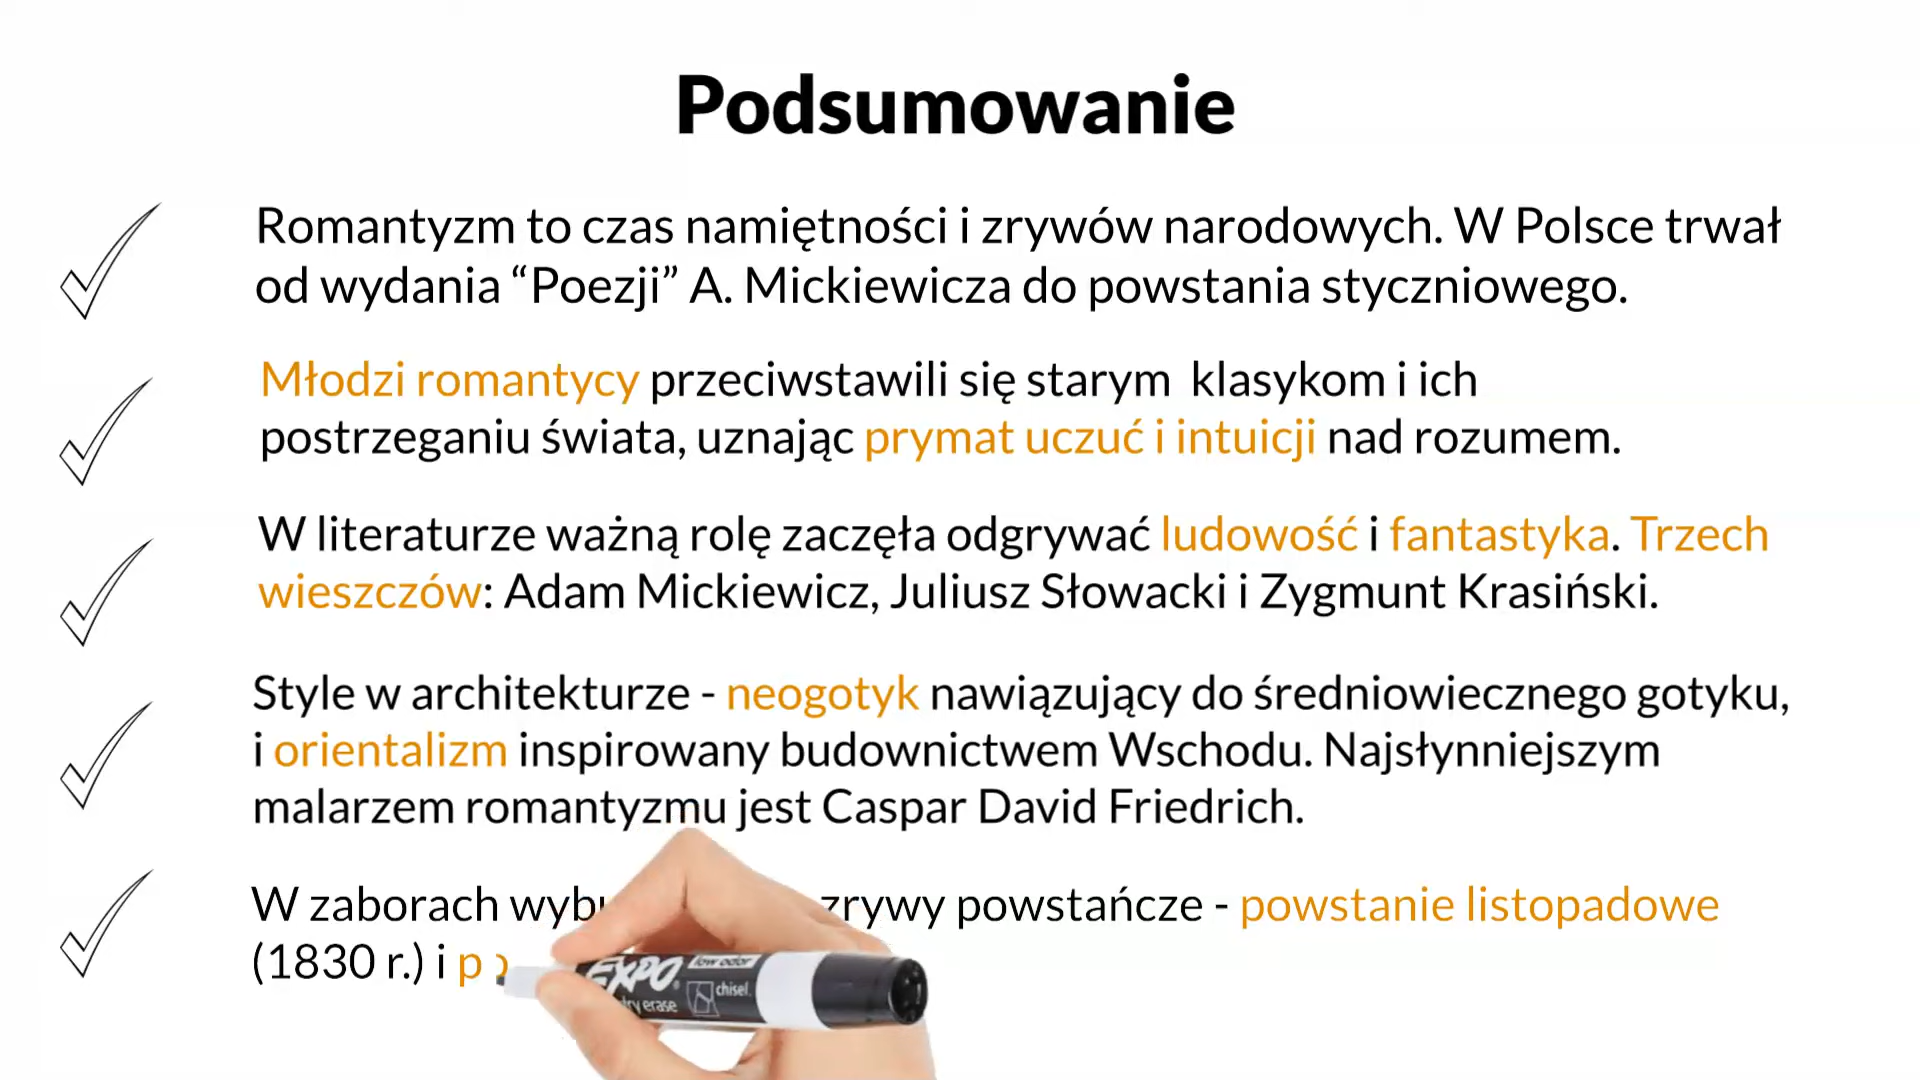 Podsumowanie
Romantyzm to czas namiętności i zrywów narodowych. W Polsce trwał
od wydania “Poezji” A. Mickiewicza do powstania styczniowego.
Młodzi romantycy przeciwstawili się starym klasykom i ich
postrzeganiu świata, uznając prymat uczuć i intuicji nad rozumem.
W literaturze ważną rolę zaczęła odgrywać ludowość i fantastyka. Trzech
wieszczów: Adam Mickiewicz, Juliusz Słowacki i Zygmunt Krasiński.
Style w architekturze - neogotyk nawiązujący do średniowiecznego gotyku,
i orientalizm inspirowany budownictwem Wschodu. Najsłynniejszym
malarzem romantyzmu jest Caspar David Friedrich.
W zaborach zrywy powstańcze - powstanie listopadowe
(1830 r.) i
EXPO
low odor
chisel
dry erase